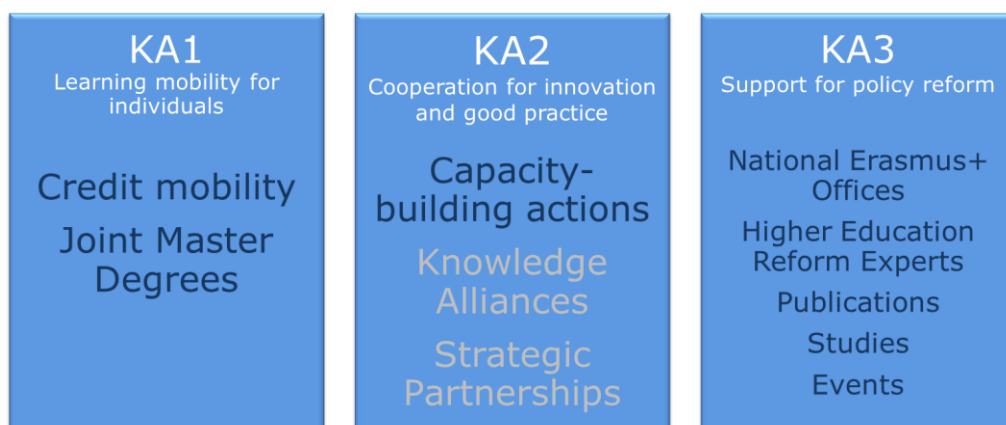 KA1
Learning mobility for
individuals
Credit mobility
Joint Master
Degrees
KA2
Cooperation for innovation
and good practice
Capacity-
building actions
Knowledge
Alliances
Strategic
Partnerships
KA3
Support for policy reform
National Erasmus+
Offices
Higher Education
Reform Experts
Publications
Studies
Events